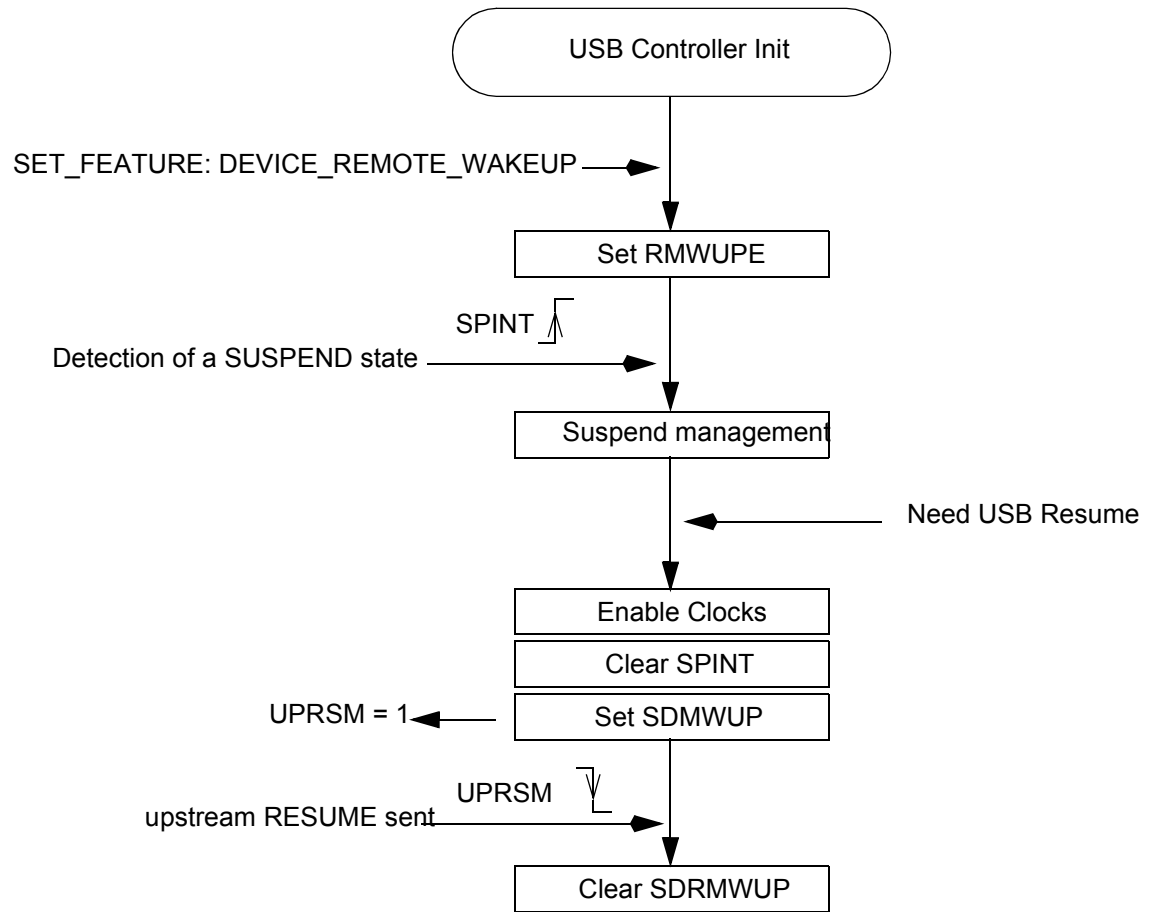 USB Controller Init
SET_FEATURE: DEVICE_REMOTE_WAKEUP
Set RMWUPE
SPINT
Detection of a SUSPEND state
Suspend management
Need USB Resume
Enable Clocks
Clear SPINT
UPRSM = 1
Set SDMWUP
UPRSM
upstream RESUME sent
Clear SDRMWUP